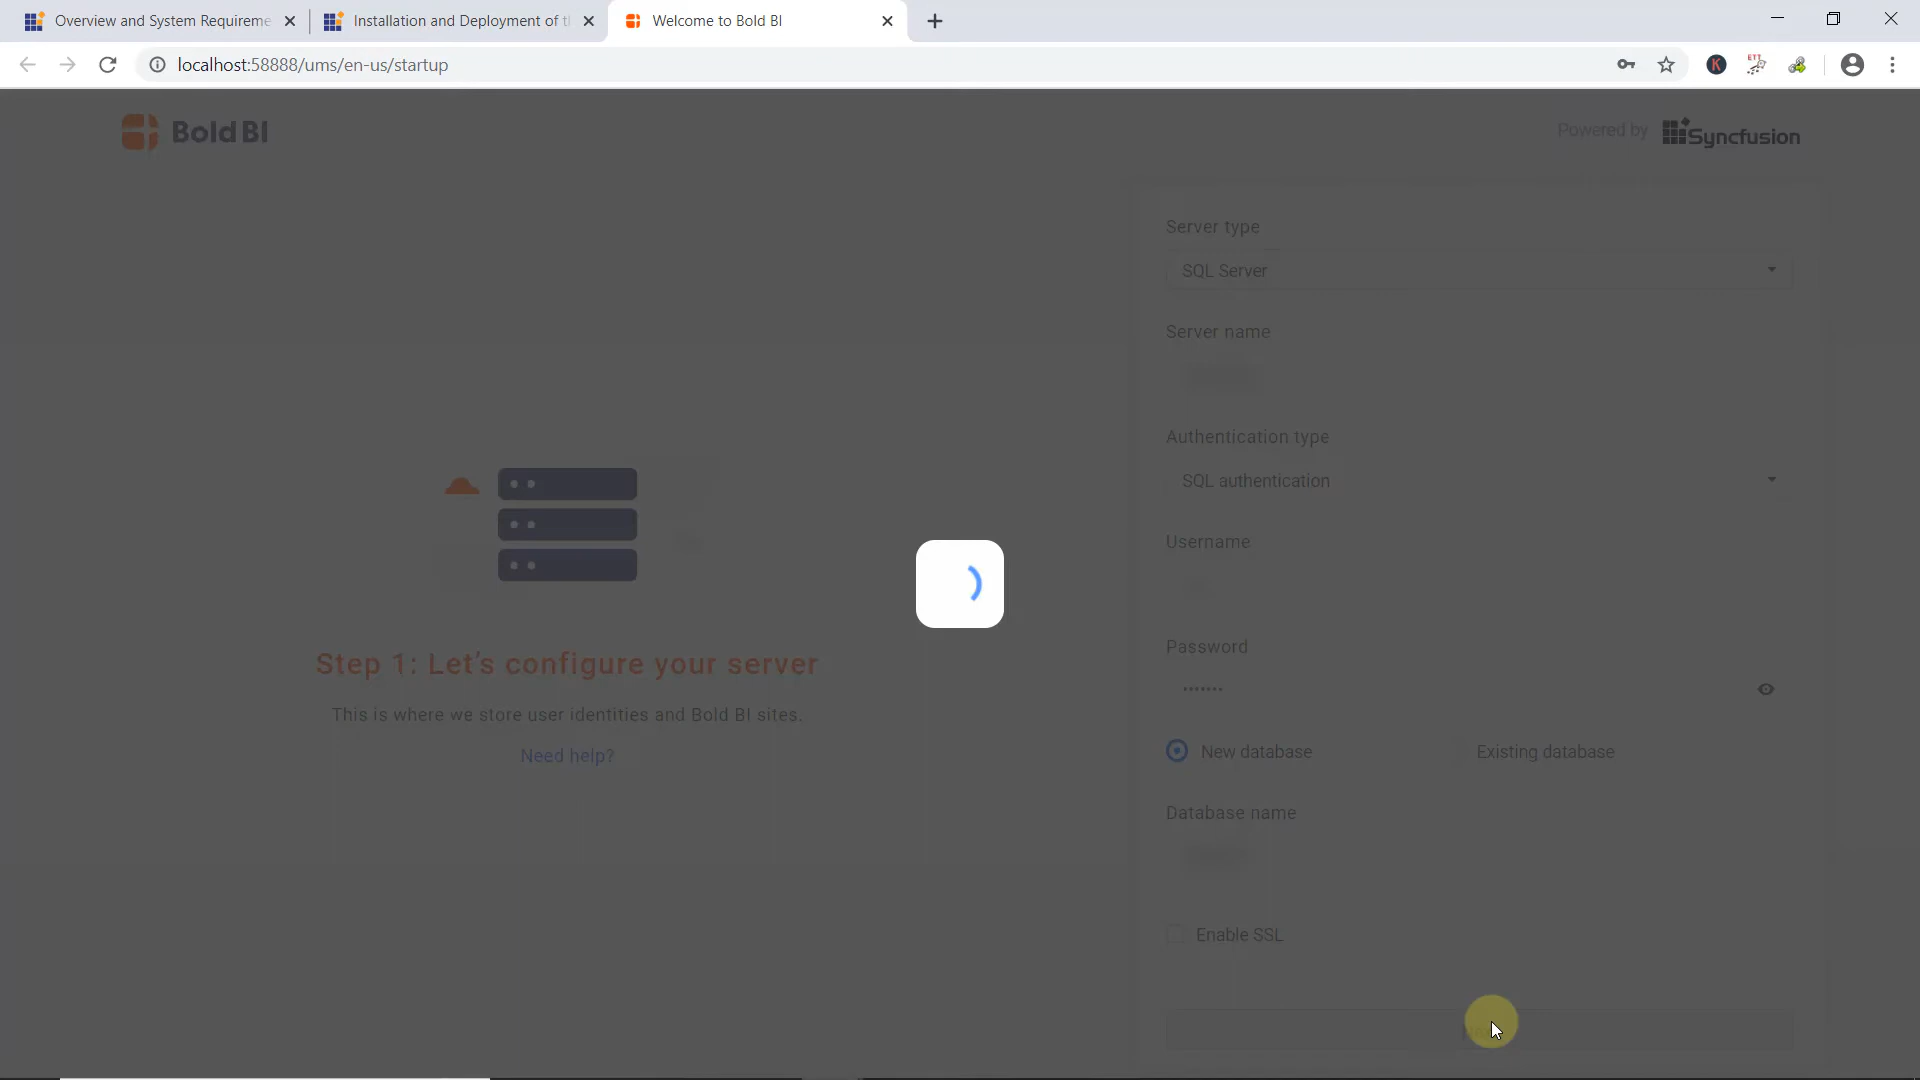 Overview and System Requireme
Installation and Deployment of t
Welcome to Bold BI
localhost:58888/ums/en-us/startup
K
ETT
Bold BI
Powered by Syncfusion
Server type
SQL Server
Server name
Authentication type
SQL authentication
Username
Password
•••••••
New database
Existing database
Database name
Enable SSL
Step 1: Let's configure your server
This is where we store user identities and Bold BI sites.
Need help?